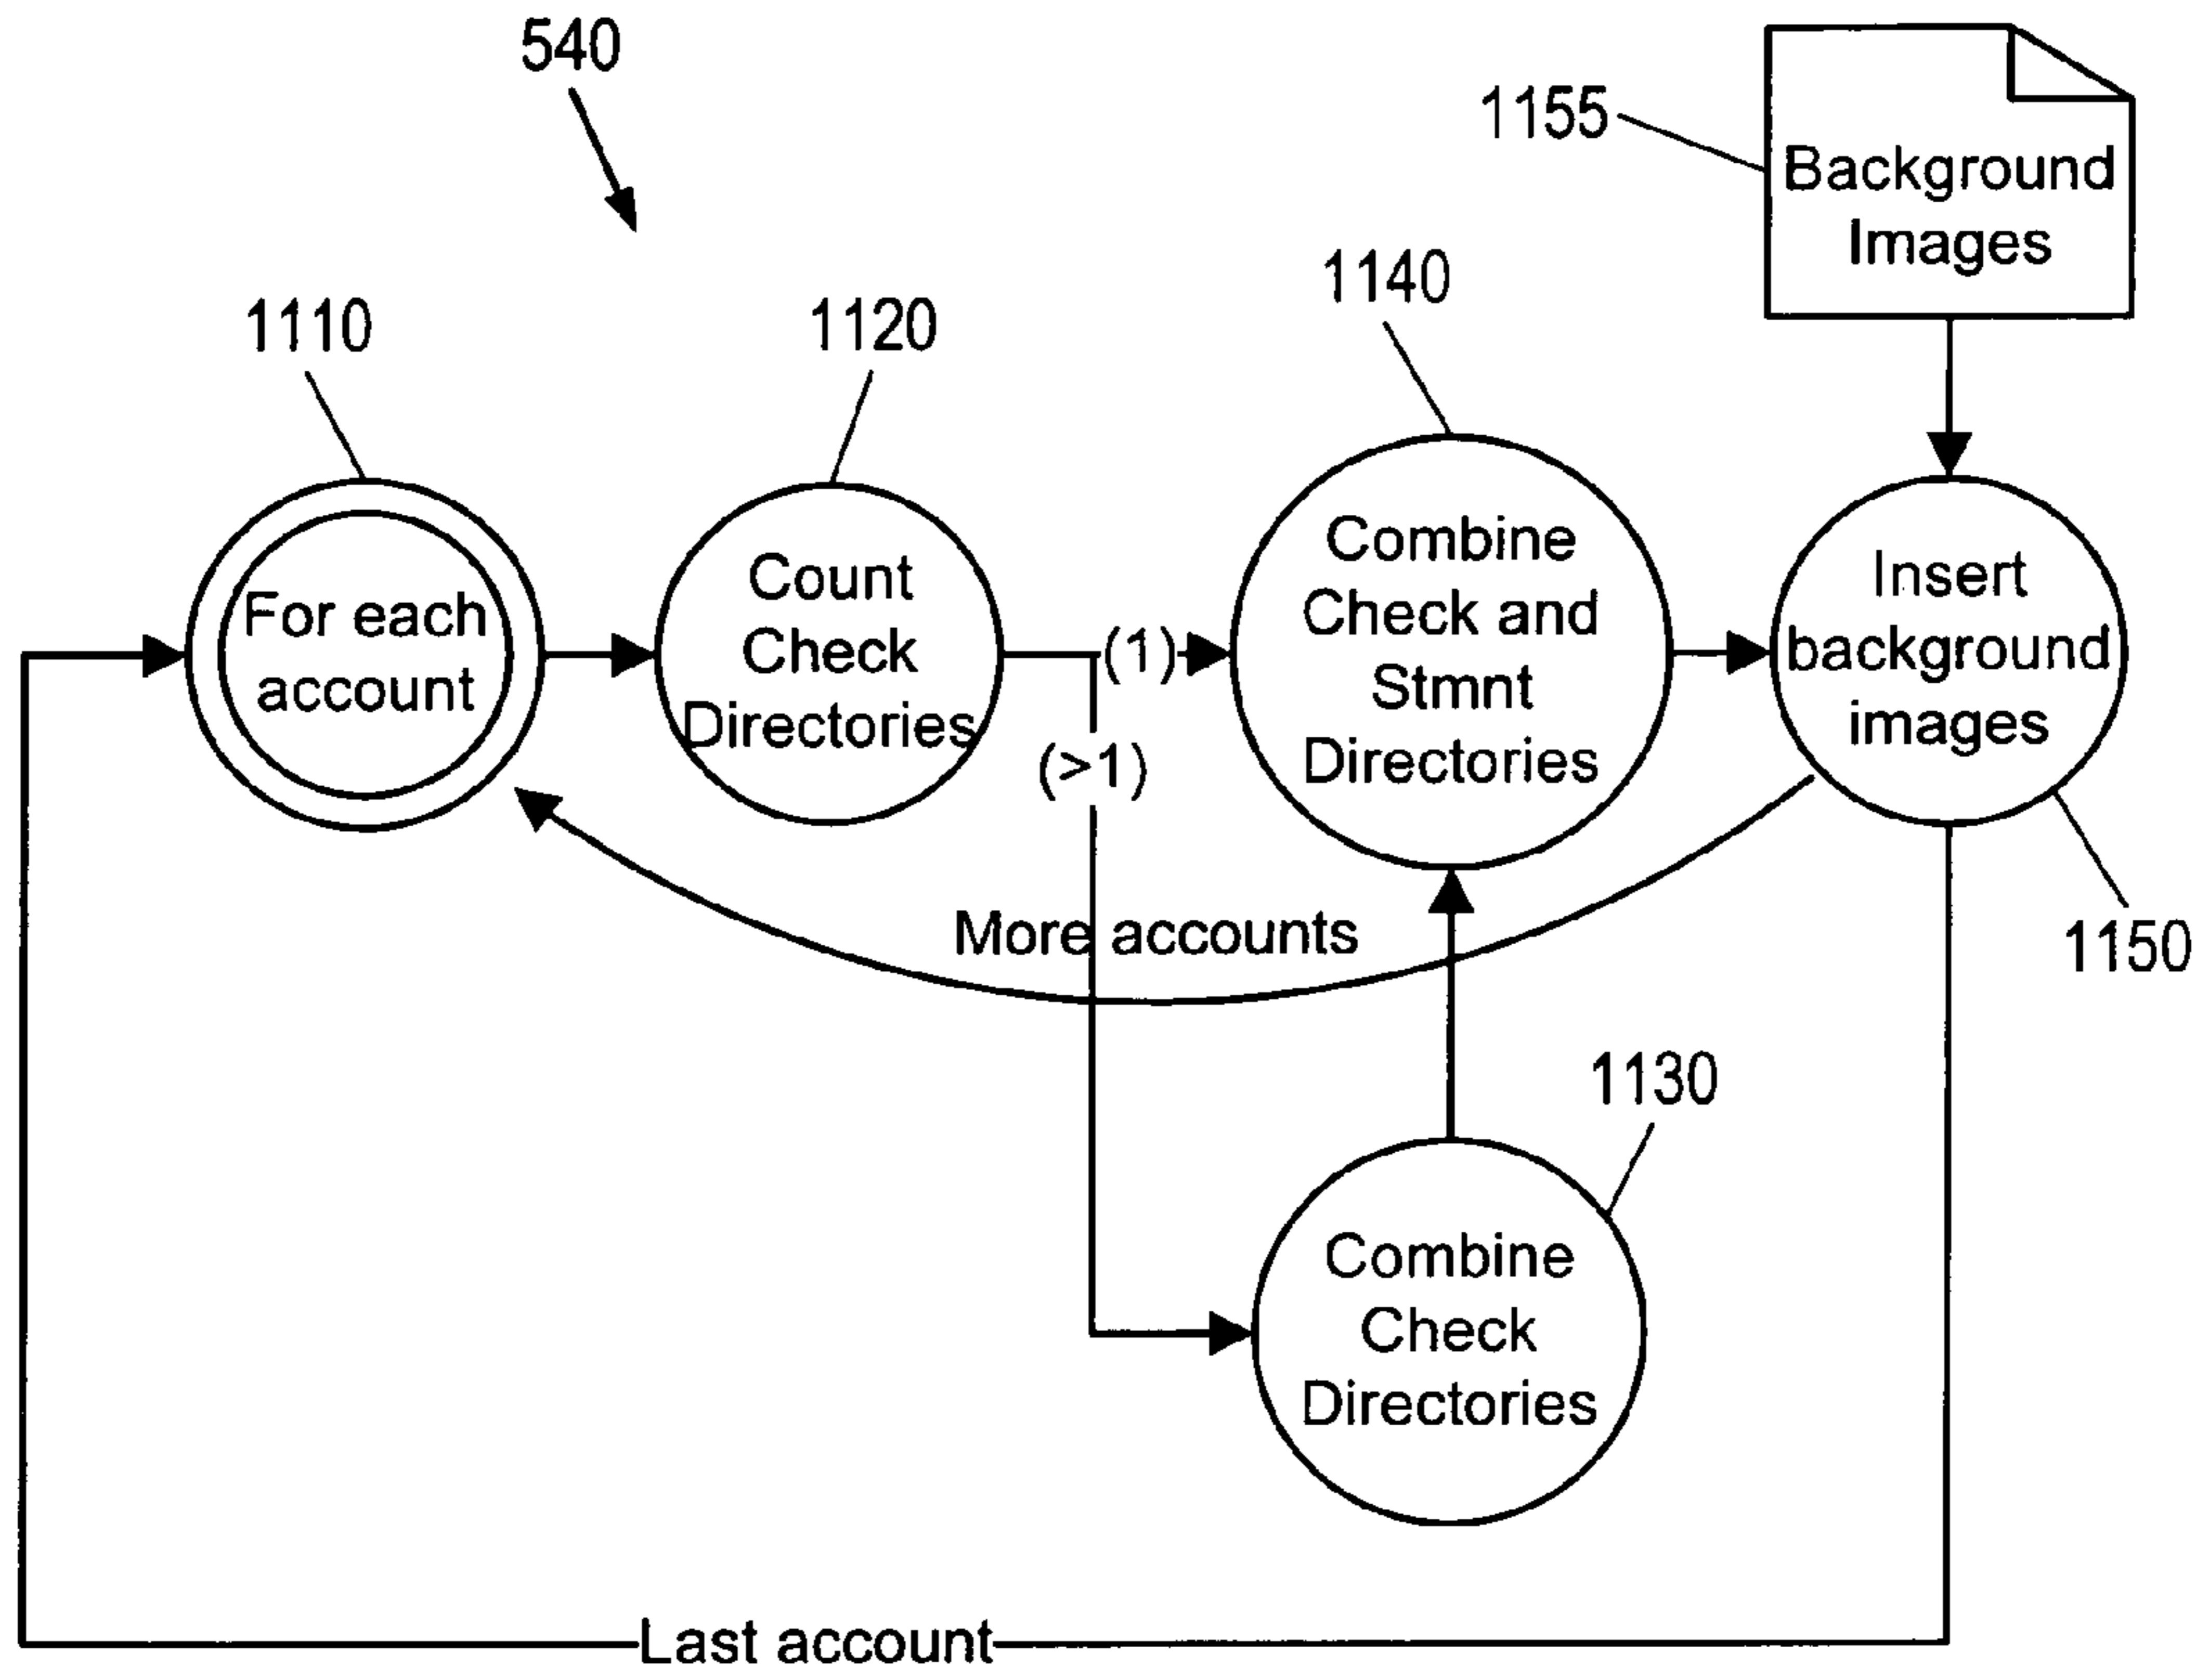 540
1155
Background
Images
1140
1110
1120
For each
account
Count
Check
Directories
(1)
(>1)
Combine
Check and
Stmnt
Directories
Insert
background
images
More accounts
1150
1130
Combine
Check
Directories
Last account